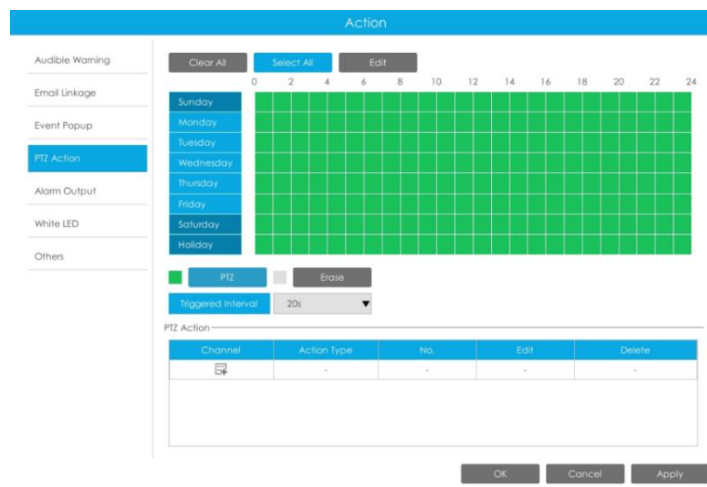 Action
Audible Warning
Email Linkage
Event Popup
PTZ Action
Alarm Output
White LED
Others
Clear All Select All Edit
0 2 4 6 8 10 12 14 16 18 20 22 24
Sunday
Monday
Tuesday
Wednesday
Thursday
Friday
Saturday
Holiday
PTZ Erase
Triggered Interval 20s
PTZ Action
Channel Action Type No. Edit Delete
- - - -
OK Cancel Apply